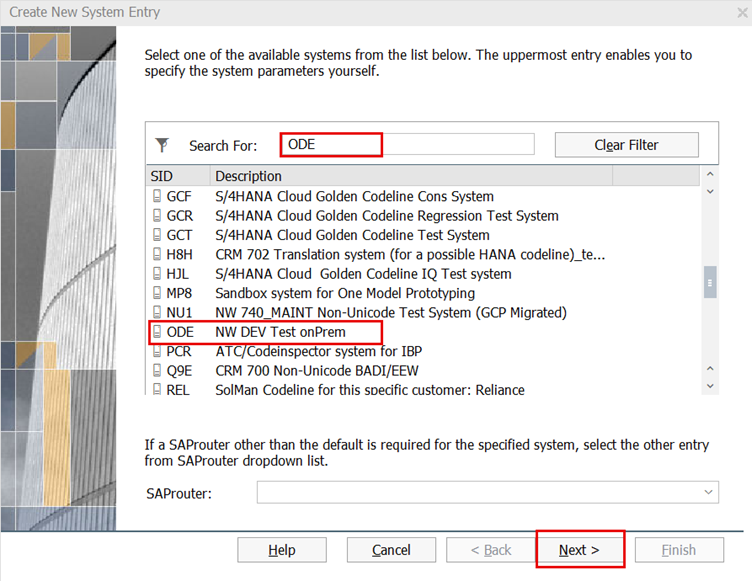 Create New System Entry
Select one of the available systems from the list below. The uppermost entry enables you to
specify the system parameters yourself.
Search For: ODE Clear Filter
SID Description
GCF S/4HANA Cloud Golden Codeline Cons System
GCR S/4HANA Cloud Golden Codeline Regression Test System
GCT S/4HANA Cloud Golden Codeline Test System
H8H CRM 702 Translation system (for a possible HANA codeline)_te...
HJL S/4HANA Cloud  Golden Codeline IQ Test system
MP8 Sandbox system for One Model Prototyping
NU1 NW 740_MAINT Non-Unicode Test System (GCP Migrated)
ODE NW DEV Test onPrem
PCR ATC/Codeinspector system for IBP
Q9E CRM 700 Non-Unicode BADI/EEW
REL SolMan Codeline for this specific customer: Reliance
If a SAProuter other than the default is required for the specified system, select the other entry
from SAProuter dropdown list.
SAProuter:
Help Cancel < Back Next > Finish